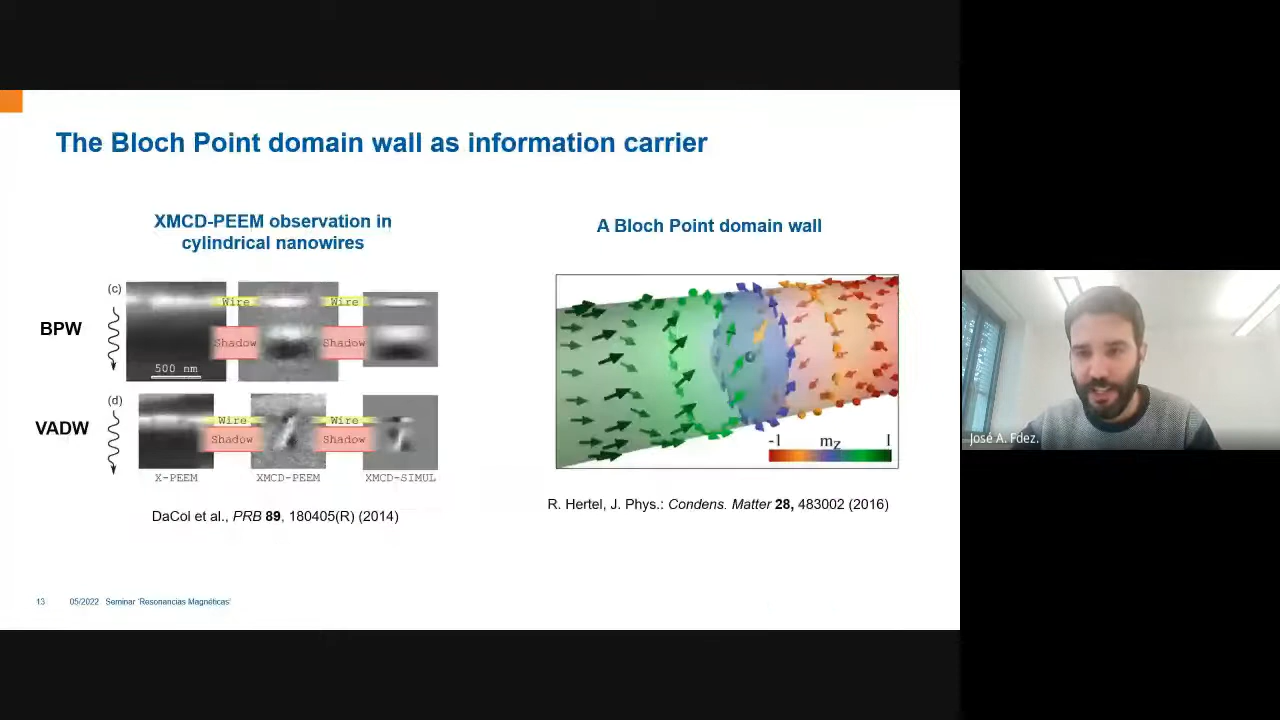 The Bloch Point domain wall as information carrier
XMCD-PEEM observation in
cylindrical nanowires
(c)
BPW
Wire
Wire
Shadow
Shadow
500 nm
(d)
VADW
Wire
Wire
Shadow
Shadow
X-PEEM
XMCD-PEEM
XMCD-SIMUL
DaCol et al., PRB 89, 180405(R) (2014)
A Bloch Point domain wall
-1 mZ 1
R. Hertel, J. Phys.: Condens. Matter 28, 483002 (2016)
José A. Fdez.
13 05/2022 Seminar 'Resonancias Magnéticas'